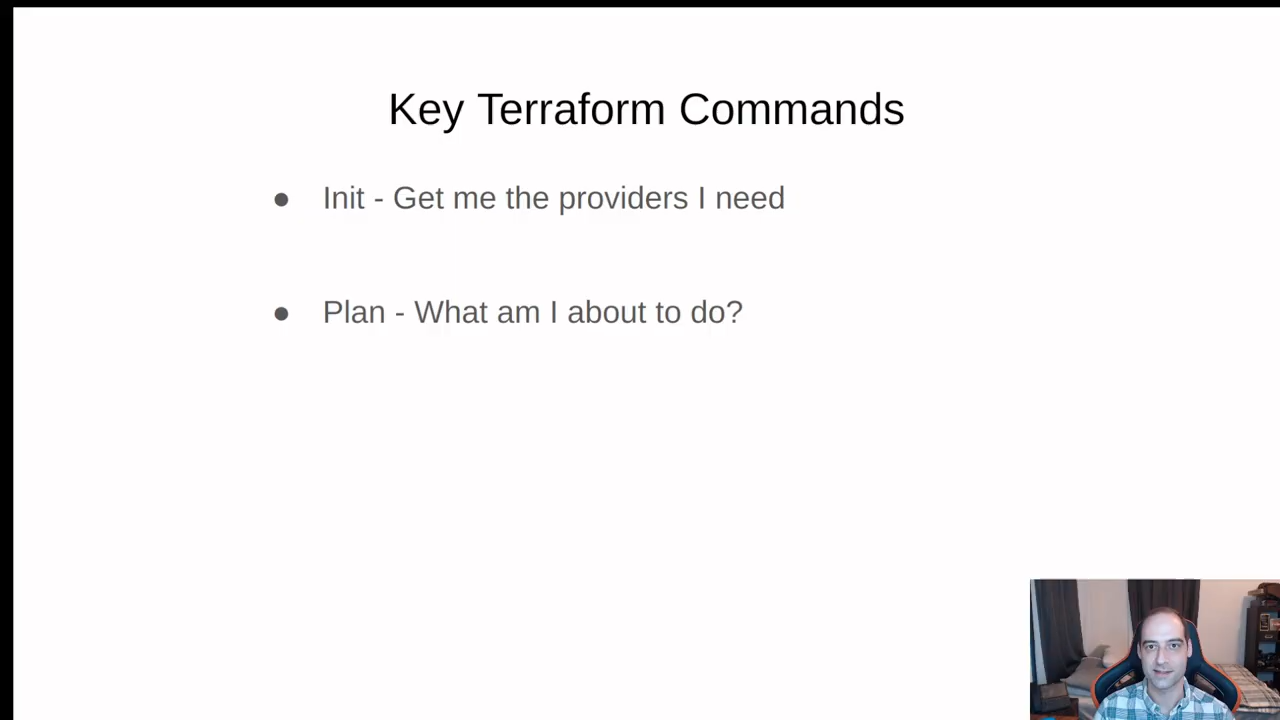 Key Terraform Commands
● Init - Get me the providers I need
● Plan - What am I about to do?